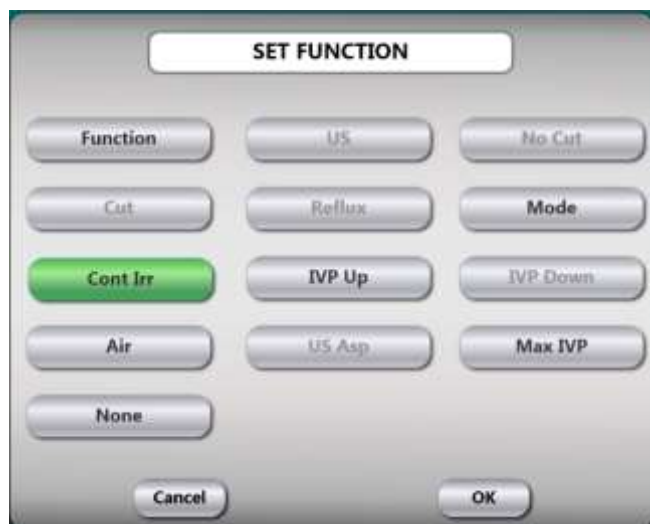 SET FUNCTION
Function US No Cut
Cut Reflux Mode
Cont Irr IVP Up IVP Down
Air US Asp Max IVP
None
Cancel OK